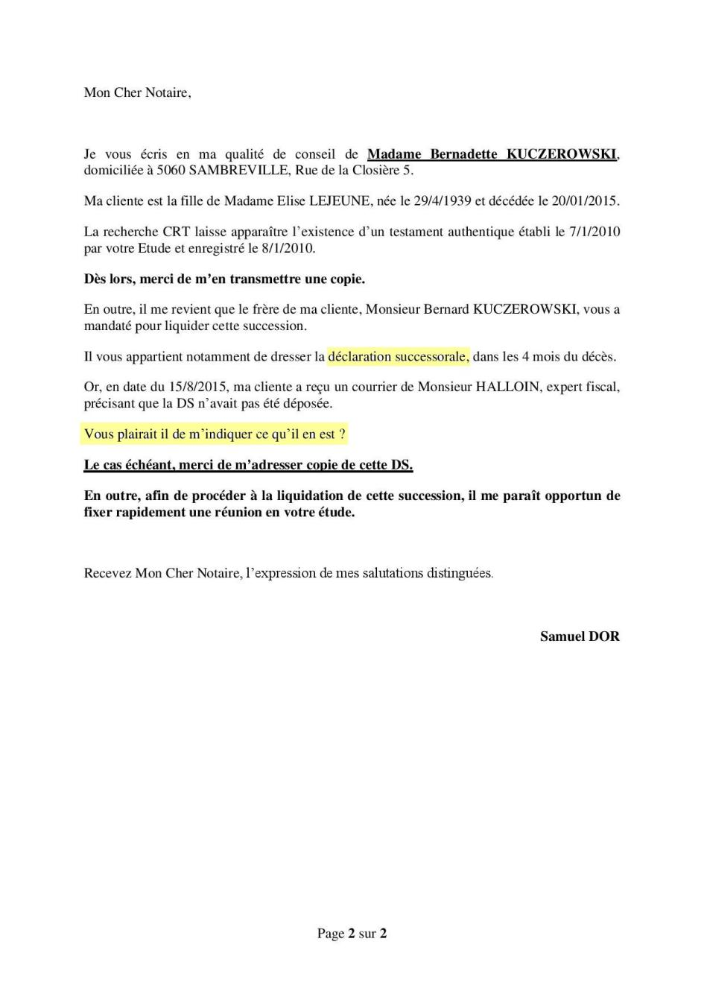 Mon Cher Notaire,
Je vous écris en ma qualité de conseil de Madame Bernadette KUCZEROWSKI,
domiciliée à 5060 SAMBREVILLE, Rue de la Closière 5.
Ma cliente est la fille de Madame Elise LEJEUNE, née le 29/4/1939 et décédée le 20/01/2015.
La recherche CRT laisse apparaître l’existence d’un testament authentique établi le 7/1/2010
par votre Etude et enregistré le 8/1/2010.
Dès lors, merci de m’en transmettre une copie.
En outre, il me revient que le frère de ma cliente, Monsieur Bernard KUCZEROWSKI, vous a
mandaté pour liquider cette succession.
Il vous appartient notamment de dresser la déclaration successorale, dans les 4 mois du décès.
Or, en date du 15/8/2015, ma cliente a reçu un courrier de Monsieur HALLOIN, expert fiscal,
précisant que la DS n’avait pas été déposée.
Vous plairait il de m’indiquer ce qu’il en est ?
Le cas échéant, merci de m’adresser copie de cette DS.
En outre, afin de procéder à la liquidation de cette succession, il me paraît opportun de
fixer rapidement une réunion en votre étude.
Recevez Mon Cher Notaire, l’expression de mes salutations distinguées.
Samuel DOR
Page 2 sur 2